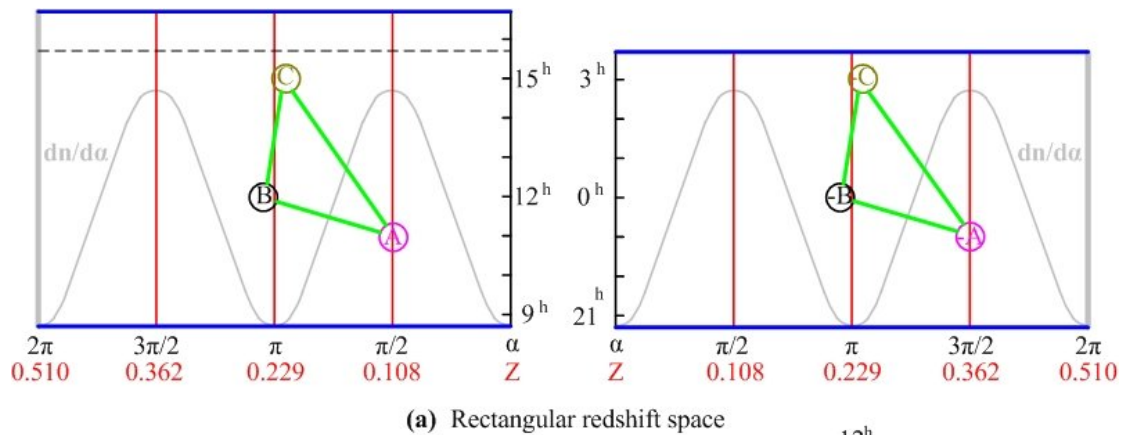 15ʰ
C
dn/dα
B
12ʰ
A
9ʰ
2π 3π/2 π π/2 α
0.510 0.362 0.229 0.108 Z
3ʰ
-C
dn/dα
-B
0ʰ
-A
21ʰ
α π/2 π 3π/2 2π
Z 0.108 0.229 0.362 0.510
(a) Rectangular redshift space
12ʰ